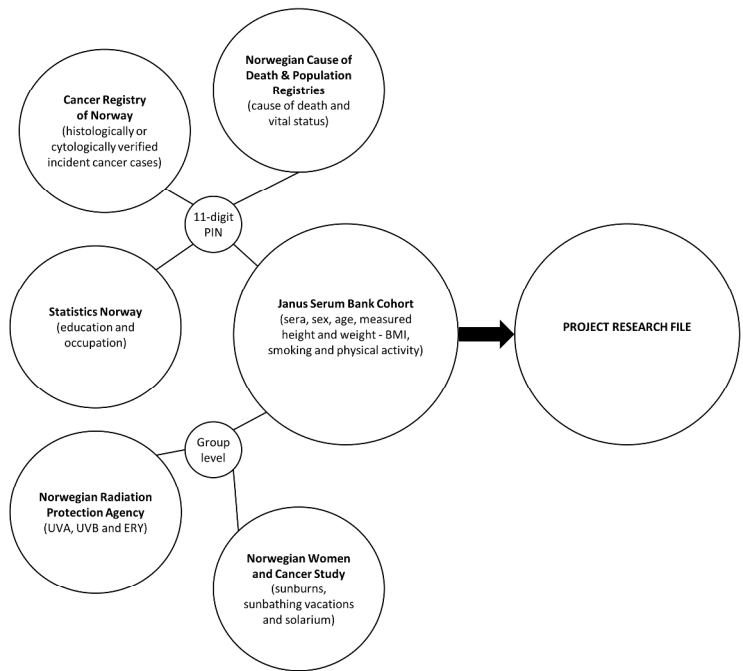 Norwegian Cause of
Death & Population
Registries
(cause of death and
vital status)
Cancer Registry
of Norway
(histologically or
cytologically verified
incident cancer cases)
11-digit
PIN
Statistics Norway
(education and
occupation)
Janus Serum Bank Cohort
(sera, sex, age, measured
height and weight - BMI,
smoking and physical activity)
PROJECT RESEARCH FILE
Group
level
Norwegian Radiation
Protection Agency
(UVA, UVB and ERY)
Norwegian Women
and Cancer Study
(sunburns,
sunbathing vacations
and solarium)